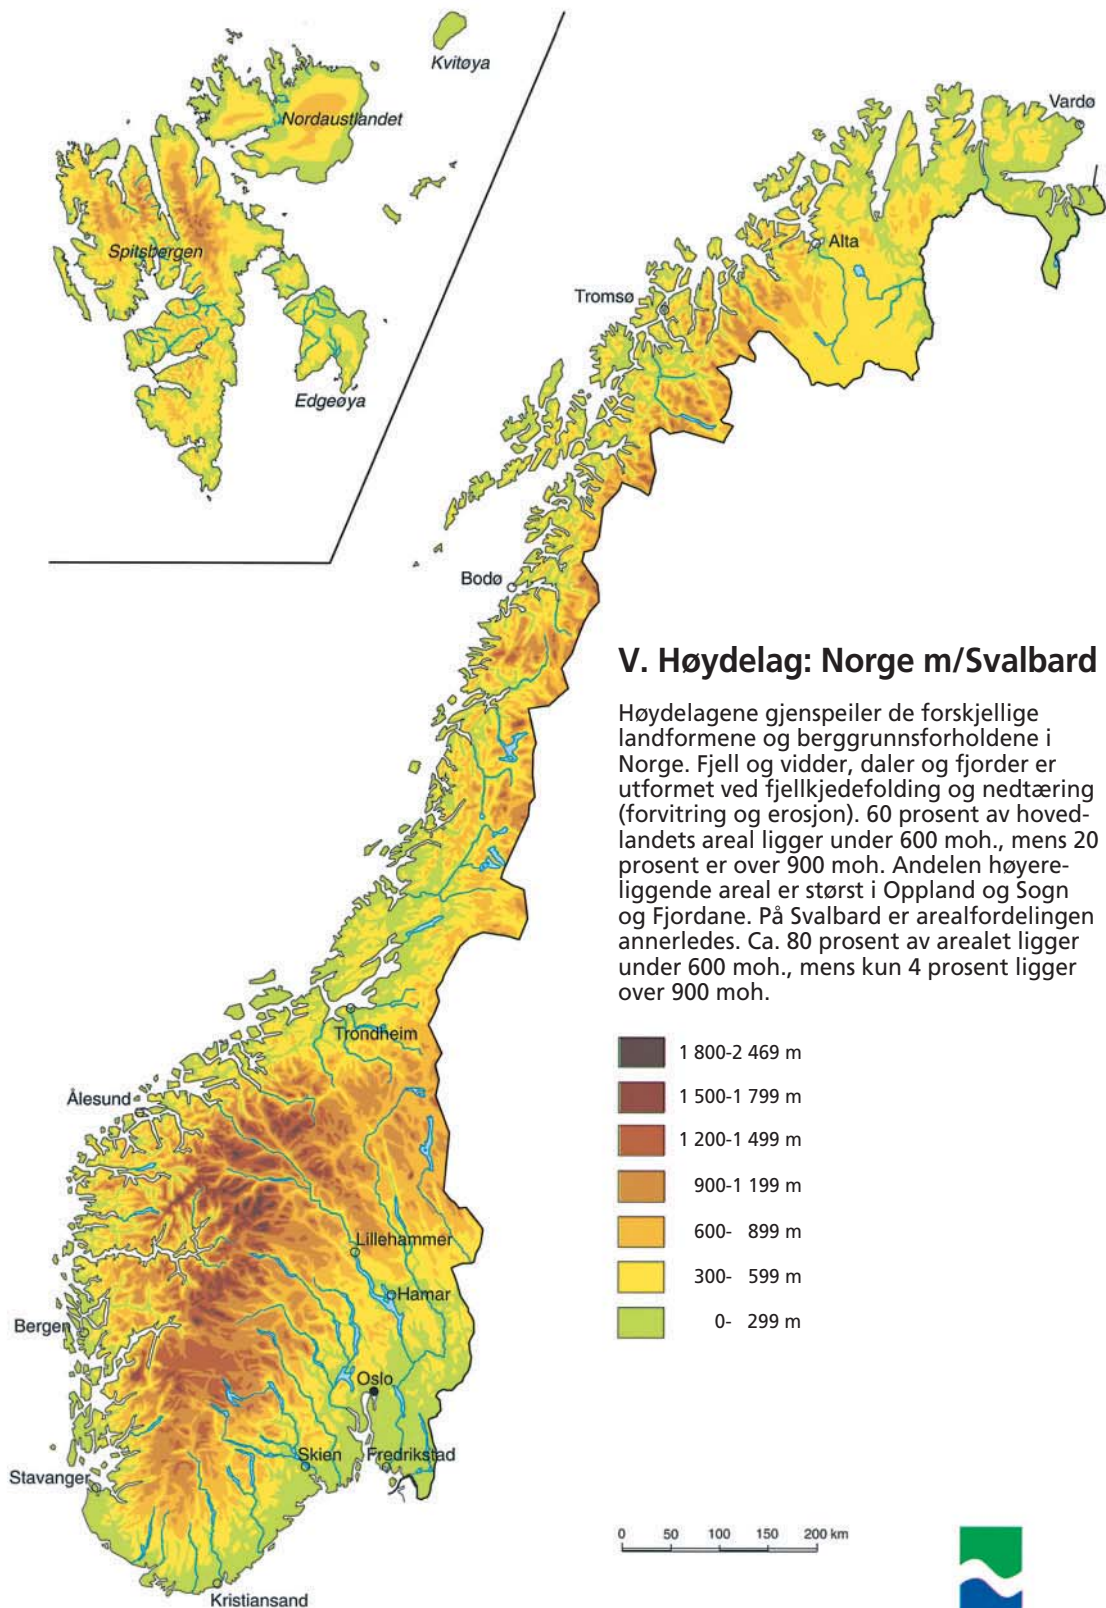 Kvitøya
Nordaustlandet
Spitsbergen
Edgeøya
Vardø
Alta
Tromsø
Bodø
V. Høydelag: Norge m/Svalbard
Høydelagene gjenspeiler de forskjellige
landformene og berggrunnsforholdene i
Norge. Fjell og vidder, daler og fjorder er
utformet ved fjellkjedefolding og nedtæring
(forvitring og erosjon). 60 prosent av hoved-
landets areal ligger under 600 moh., mens 20
prosent er over 900 moh. Andelen høyere-
liggende areal er størst i Oppland og Sogn
og Fjordane. På Svalbard er arealfordelingen
annerledes. Ca. 80 prosent av arealet ligger
under 600 moh., mens kun 4 prosent ligger
over 900 moh.
Trondheim
Ålesund
Lillehammer
Hamar
Bergen
Oslo
Skien
Fredrikstad
Stavanger
Kristiansand
1 800-2 469 m
1 500-1 799 m
1 200-1 499 m
900-1 199 m
600- 899 m
300- 599 m
0- 299 m
0 50 100 150 200 km